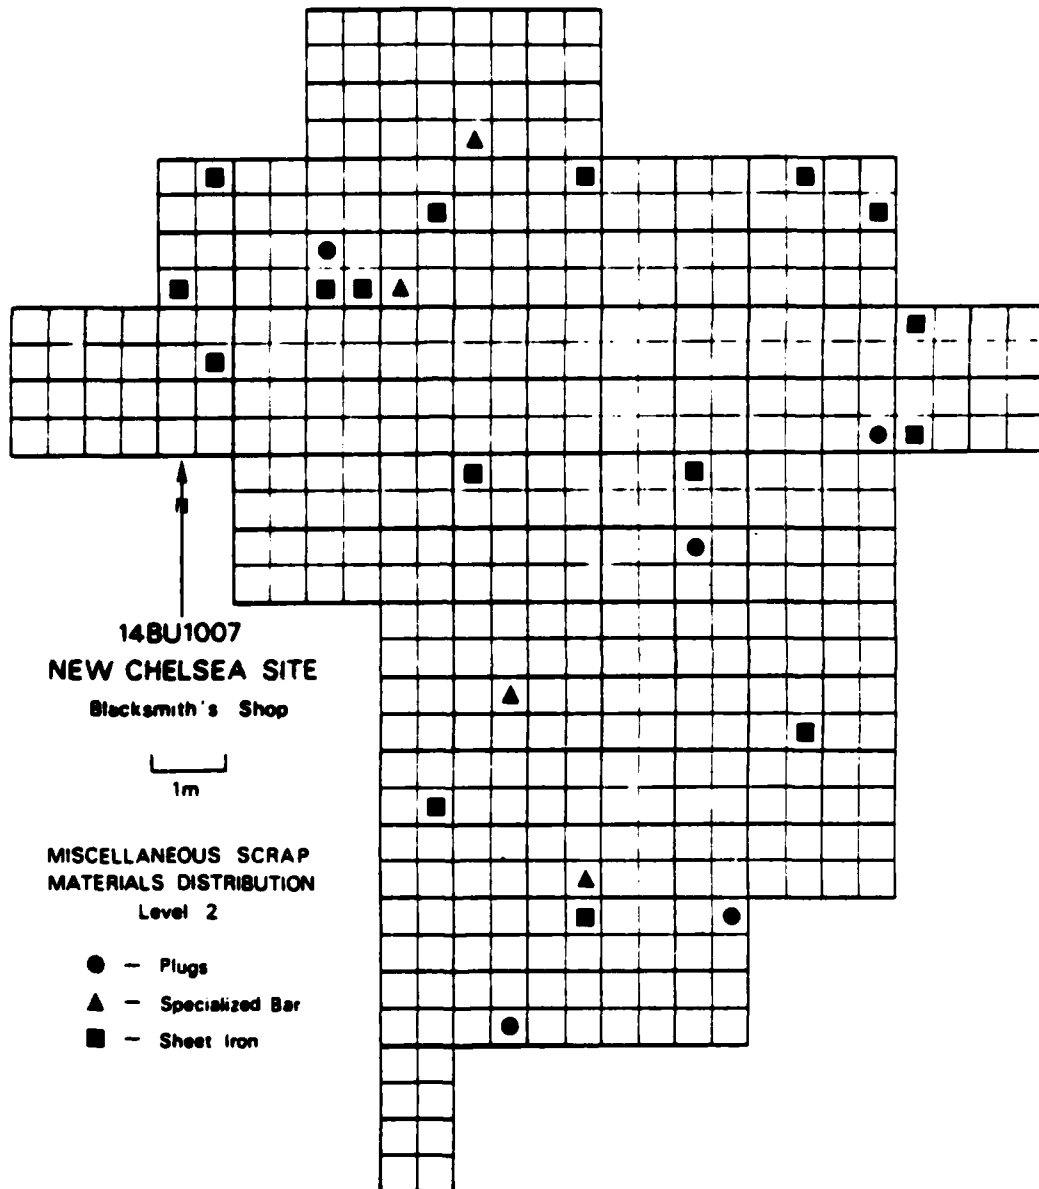 14BU1007
NEW CHELSEA SITE
Blacksmith's Shop
1m
MISCELLANEOUS SCRAP
MATERIALS DISTRIBUTION
Level 2
– Plugs
– Specialized Bar
– Sheet Iron